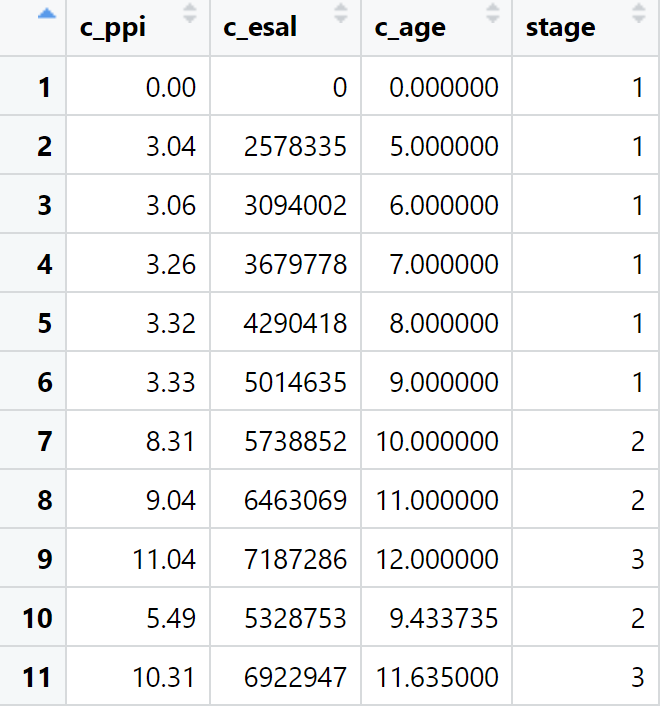 c_ppi c_esal c_age stage
1 0.00 0 0.000000 1
2 3.04 2578335 5.000000 1
3 3.06 3094002 6.000000 1
4 3.26 3679778 7.000000 1
5 3.32 4290418 8.000000 1
6 3.33 5014635 9.000000 1
7 8.31 5738852 10.000000 2
8 9.04 6463069 11.000000 2
9 11.04 7187286 12.000000 3
10 5.49 5328753 9.433735 2
11 10.31 6922947 11.635000 3